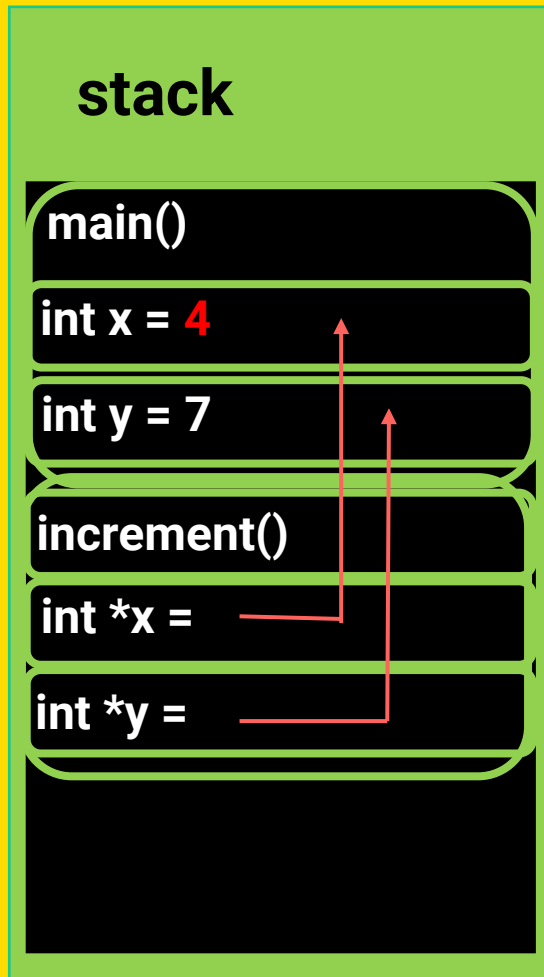 stack
main()
int x = 4
int y = 7
increment()
int *x =
int *y =